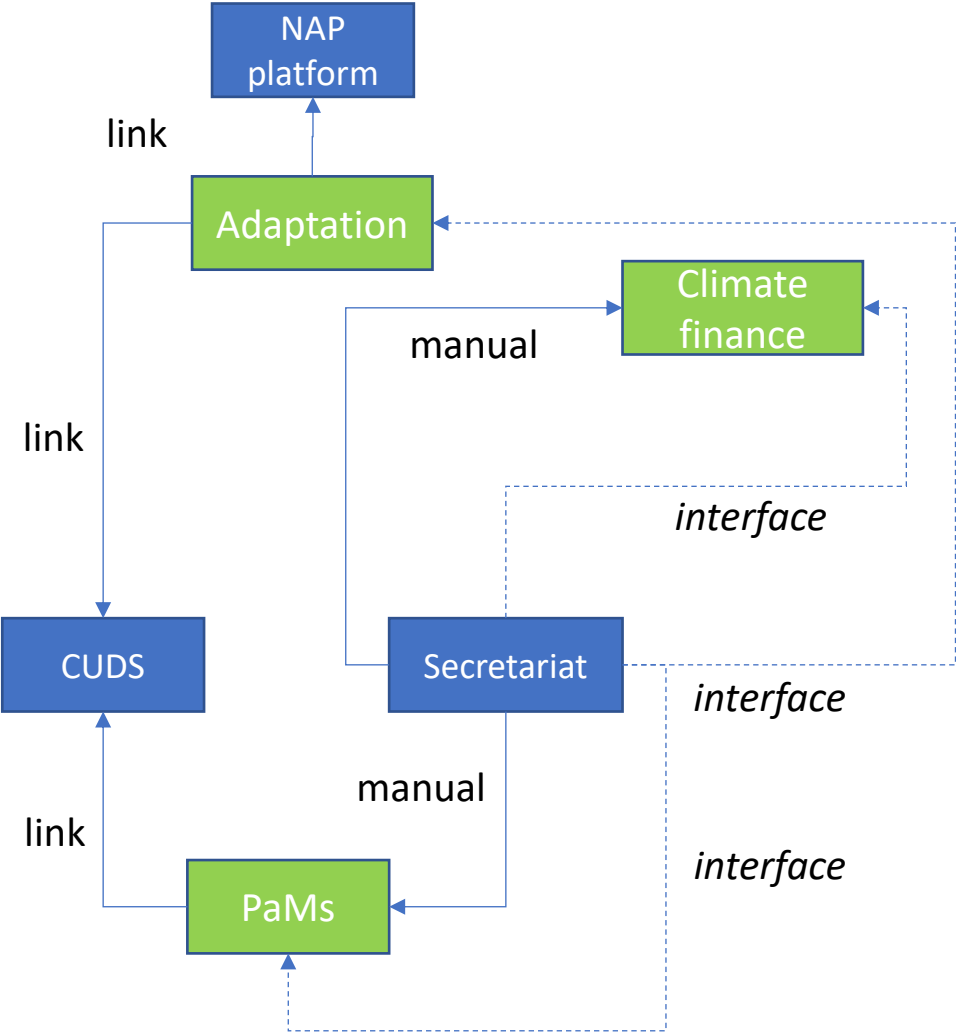 NAP
platform
link
Adaptation
Climate
finance
manual
link
interface
CUDS
Secretariat
interface
manual
link
interface
PaMs